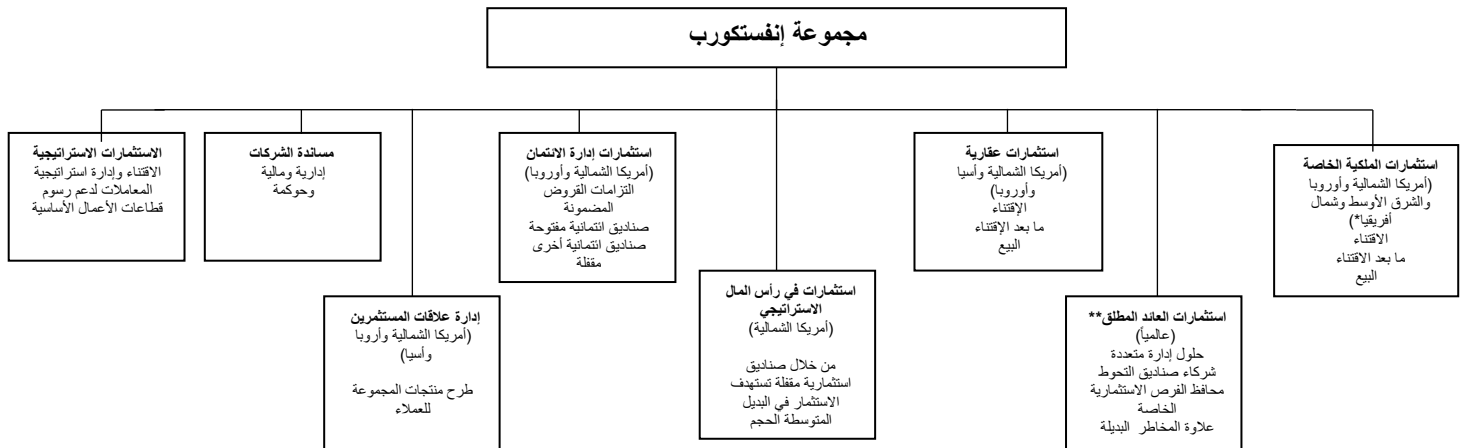 مجموعة إنفستكورب
استثمارات الملكية الخاصة
(أمريكا الشمالية وأوروبا
والشرق الأوسط وشمال
أفريقيا*)
الاقتناء
ما بعد الاقتناء
البيع
استثمارات العائد المطلق**
(عالمياً)
حلول إدارة متعددة
شركاء صناديق التحوط
محافظ الفرص الاستثمارية
الخاصة
علاوة المخاطر البديلة
استثمارات عقارية
(أمريكا الشمالية وأسيا
وأوروبا)
الإقتناء
ما بعد الإقتناء
البيع
استثمارات في رأس المال
الاستراتيجي
(أمريكا الشمالية)
من خلال صناديق
استثمارية مقفلة تستهدف
الاستثمار في البديل
المتوسطة الحجم
استثمارات إدارة الائتمان
(أمريكا الشمالية وأوروبا)
التزامات القروض
المضمونة
صناديق ائتمانية مفتوحة
صناديق ائتمانية أخرى
مقفلة
إدارة علاقات المستثمرين
(أمريكا الشمالية وأروبا
وأسيا)
طرح منتجات المجموعة
للعملاء
مساندة الشركات
إدارية ومالية
وحوكمة
الاستثمارات الاستراتيجية
الاقتناء وإدارة استراتيجية
المعاملات لدعم رسوم
قطاعات الأعمال الأساسية